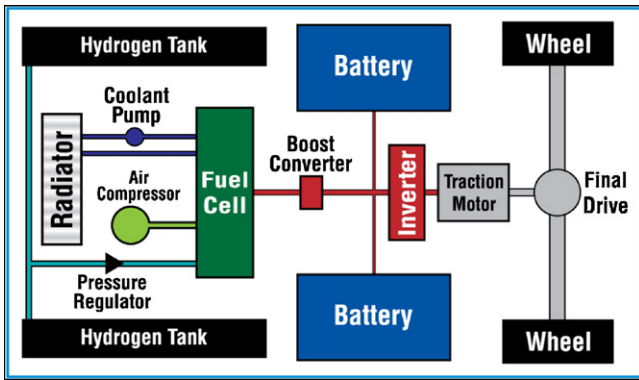 Hydrogen Tank
Wheel
Battery
Coolant
Pump
Radiator
Air
Compressor
Fuel
Cell
Boost
Converter
Inverter
Traction
Motor
Final
Drive
Pressure
Regulator
Hydrogen Tank
Battery
Wheel